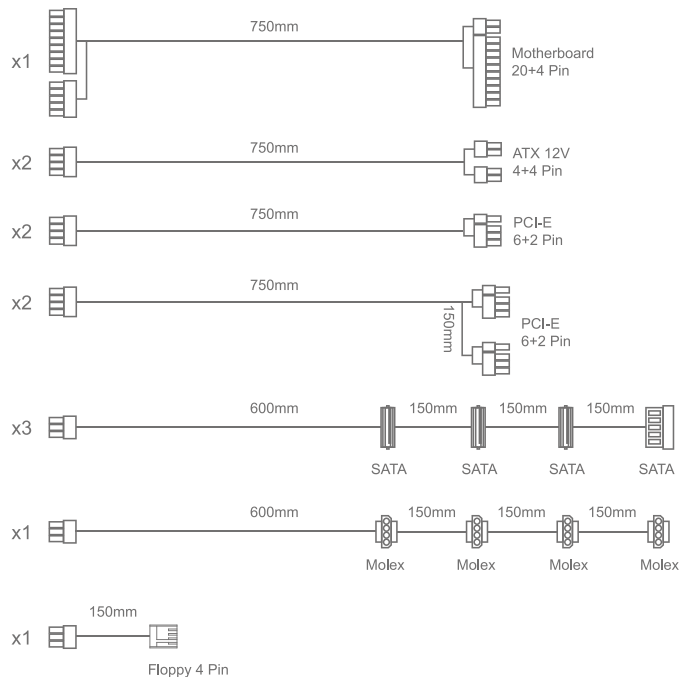 750mm
x1
Motherboard
20+4 Pin
750mm
x2
ATX 12V
4+4 Pin
750mm
x2
PCI-E
6+2 Pin
750mm
x2
150mm
PCI-E
6+2 Pin
600mm 150mm 150mm 150mm
x3
SATA SATA SATA SATA
600mm 150mm 150mm 150mm
x1
Molex Molex Molex Molex
150mm
x1
Floppy 4 Pin